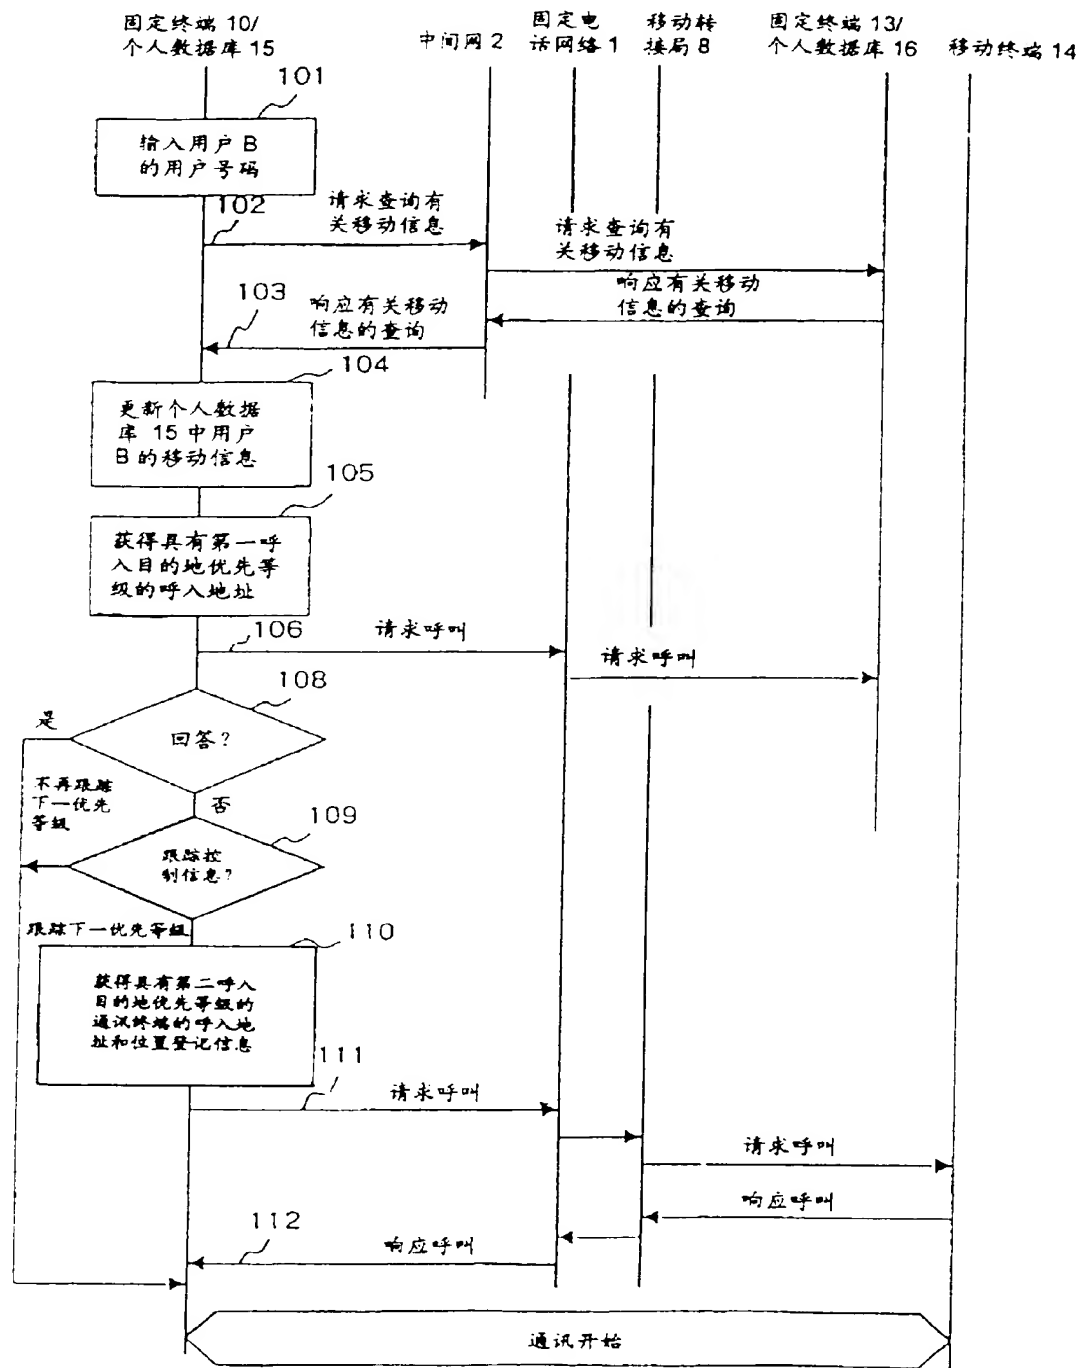 固定终端 10/
个人数据库 15
中间网 2
固定电
话网络 1
移动转
接局 8
固定终端 13/
个人数据库 16
移动终端 14
101
输入用户 B
的用户号码
102
请求查询有
关移动信息
请求查询有
关移动信息
响应有关移动
信息的查询
103
响应有关移动
信息的查询
104
更新个人数据
库 15 中用户
B 的移动信息
105
获得具有第一呼
入目的地优先等
级的呼入地址
106
请求呼叫
请求呼叫
108
是
回答?
不再跟踪
下一优先
等级
否
109
跟踪控
制信息?
跟踪下一优先等级
110
获得具有第二呼入
目的地优先等级的
通讯终端的呼入地
址和位置登记信息
111
请求呼叫
请求呼叫
响应呼叫
112
响应呼叫
通讯开始